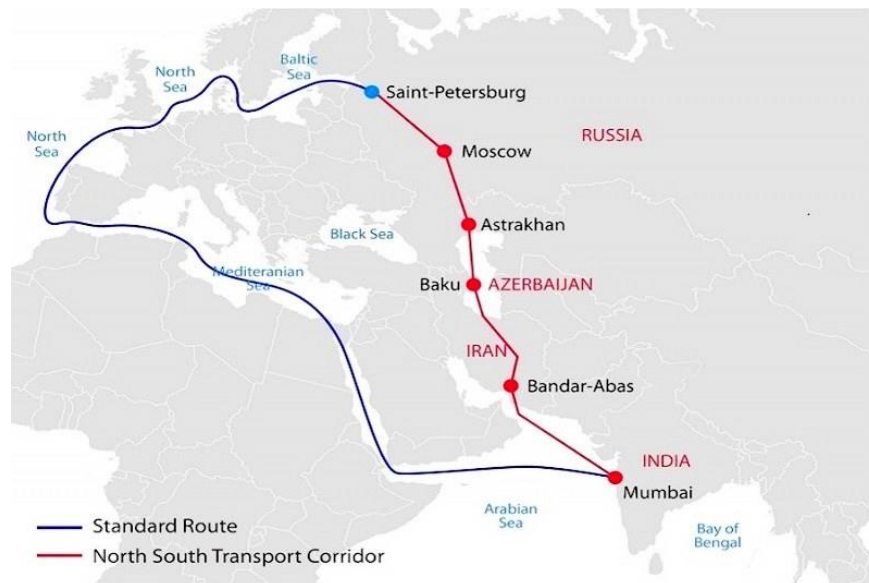 North
Sea
Baltic
Sea
Saint-Petersburg
North
Sea
RUSSIA
Moscow
Astrakhan
Black Sea
Mediteranian
Sea
Baku
AZERBAIJAN
IRAN
Bandar-Abas
INDIA
Mumbai
Arabian
Sea
Bay of
Bengal
Standard Route
North South Transport Corridor